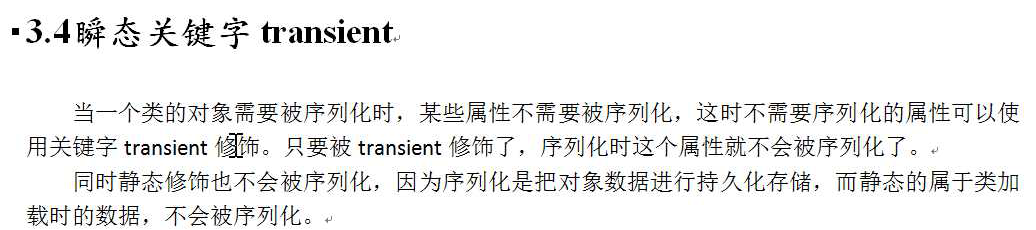 3.4瞬态关键字 transient
当一个类的对象需要被序列化时，某些属性不需要被序列化，这时不需要序列化的属性可以使
用关键字 transient 修饰。只要被 transient 修饰了，序列化时这个属性就不会被序列化了。
同时静态修饰也不会被序列化，因为序列化是把对象数据进行持久化存储，而静态的属于类加
载时的数据，不会被序列化。